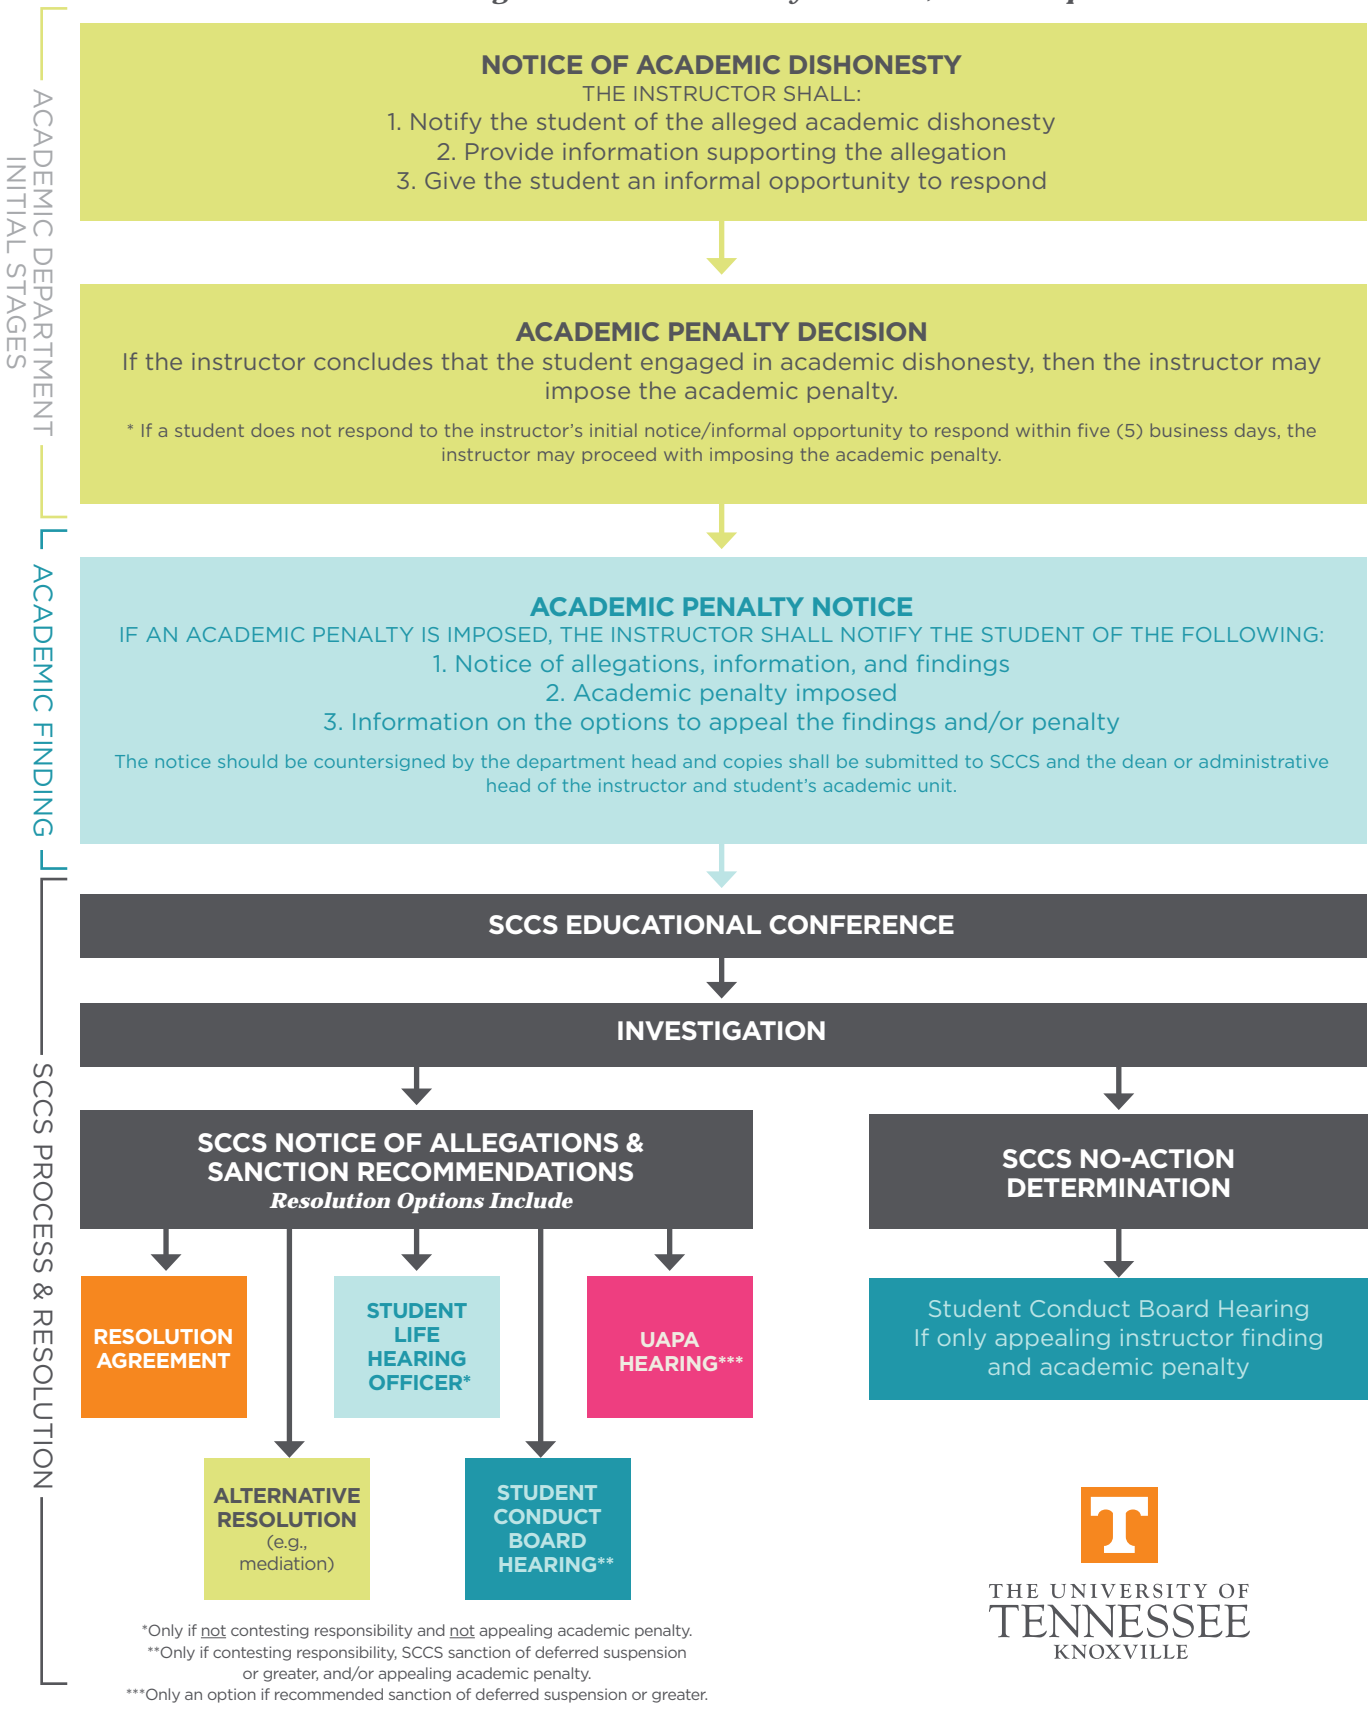 NOTICE OF ACADEMIC DISHONESTY
THE INSTRUCTOR SHALL:
1. Notify the student of the alleged academic dishonesty
2. Provide information supporting the allegation
3. Give the student an informal opportunity to respond
ACADEMIC DEPARTMENT
INITIAL STAGES
ACADEMIC PENALTY DECISION
If the instructor concludes that the student engaged in academic dishonesty, then the instructor may
impose the academic penalty.
* If a student does not respond to the instructor's initial notice/informal opportunity to respond within five (5) business days, the
instructor may proceed with imposing the academic penalty.
ACADEMIC FINDING
ACADEMIC PENALTY NOTICE
IF AN ACADEMIC PENALTY IS IMPOSED, THE INSTRUCTOR SHALL NOTIFY THE STUDENT OF THE FOLLOWING:
1. Notice of allegations, information, and findings
2. Academic penalty imposed
3. Information on the options to appeal the findings and/or penalty
The notice should be countersigned by the department head and copies shall be submitted to SCCS and the dean or administrative
head of the instructor and student's academic unit.
SCCS PROCESS & RESOLUTION
SCCS EDUCATIONAL CONFERENCE
INVESTIGATION
SCCS NOTICE OF ALLEGATIONS &
SANCTION RECOMMENDATIONS
Resolution Options Include
SCCS NO-ACTION
DETERMINATION
RESOLUTION
AGREEMENT
STUDENT
LIFE
HEARING
OFFICER*
UAPA
HEARING***
Student Conduct Board Hearing
If only appealing instructor finding
and academic penalty
ALTERNATIVE
RESOLUTION
(e.g.,
mediation)
STUDENT
CONDUCT
BOARD
HEARING**
T
THE UNIVERSITY OF
TENNESSEE
KNOXVILLE
*Only if not contesting responsibility and not appealing academic penalty.
**Only if contesting responsibility, SCCS sanction of deferred suspension
or greater, and/or appealing academic penalty.
***Only an option if recommended sanction of deferred suspension or greater.